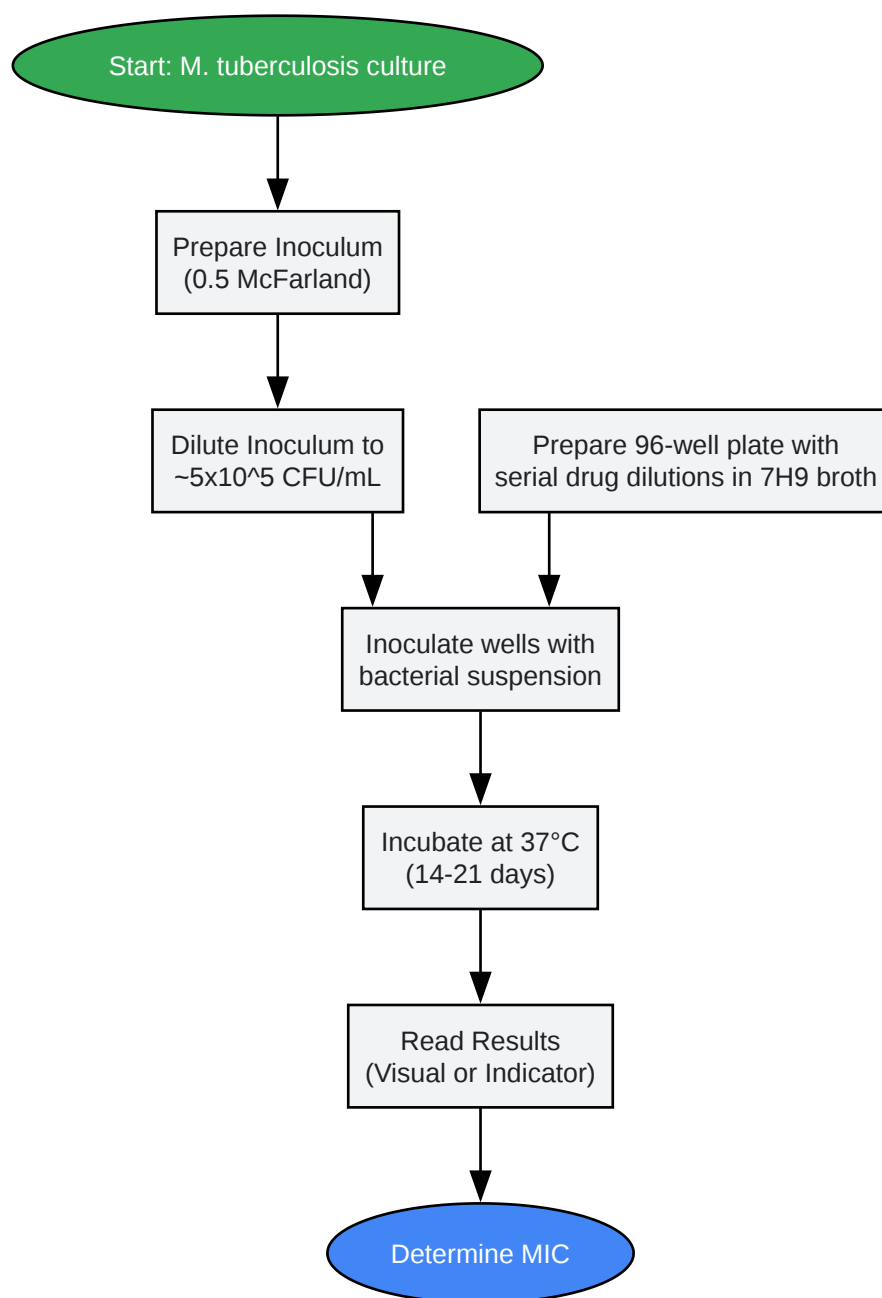 Start: M. tuberculosis culture
Prepare Inoculum
(0.5 McFarland)
Dilute Inoculum to
~5x10^5 CFU/mL
Prepare 96-well plate with
serial drug dilutions in 7H9 broth
Inoculate wells with
bacterial suspension
Incubate at 37°C
(14-21 days)
Read Results
(Visual or Indicator)
Determine MIC